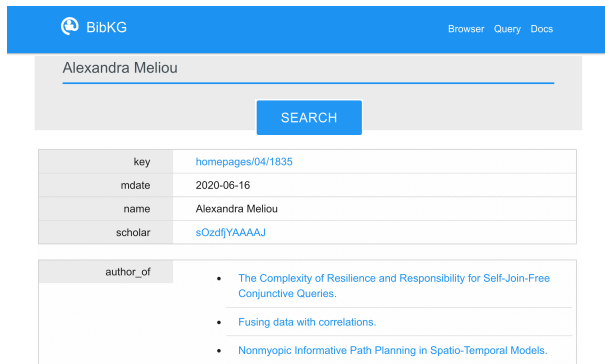 BibKG
Browser Query Docs
Alexandra Meliou
SEARCH
key homepages/04/1835
mdate 2020-06-16
name Alexandra Meliou
scholar sOzdfjYAAAAJ
author_of
• The Complexity of Resilience and Responsibility for Self-Join-Free
Conjunctive Queries.
• Fusing data with correlations.
• Nonmyopic Informative Path Planning in Spatio-Temporal Models.